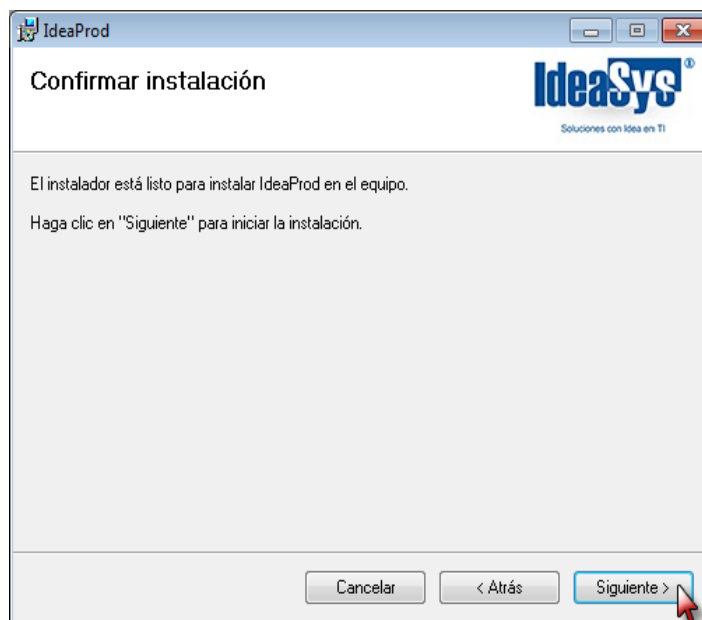 IdeaProd
Confirmar instalación
IdeaSys®
Soluciones con Idea en TI
El instalador está listo para instalar IdeaProd en el equipo.
Haga clic en "Siguiente" para iniciar la instalación.
Cancelar
< Atrás
Siguiente >